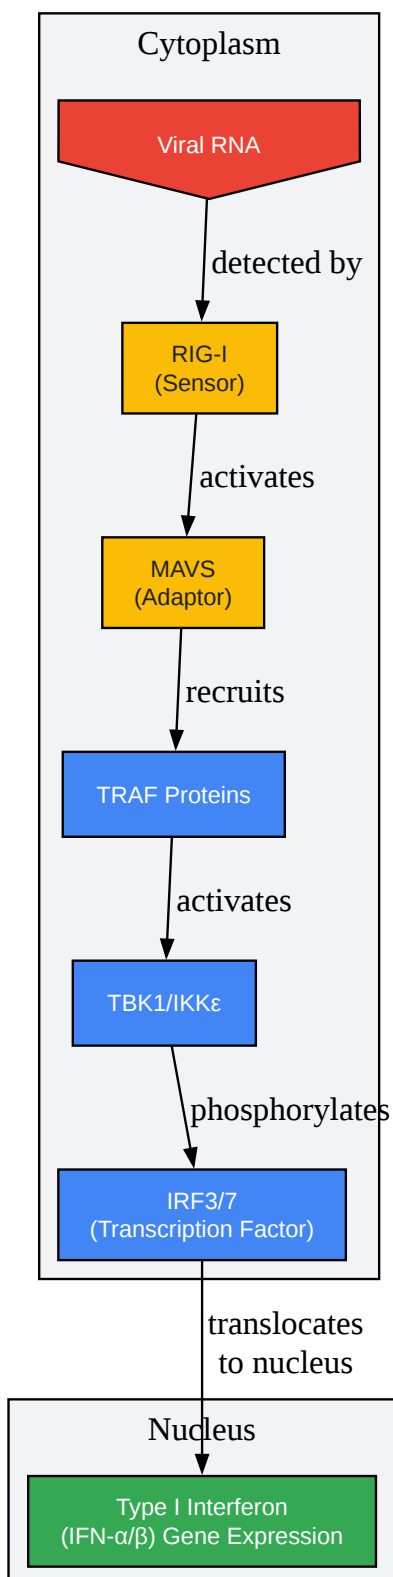 Cytoplasm
Viral RNA
detected by
RIG-I
(Sensor)
activates
MAVS
(Adaptor)
recruits
TRAF Proteins
activates
TBK1/IKKε
phosphorylates
IRF3/7
(Transcription Factor)
translocates
to nucleus
Nucleus
Type I Interferon
(IFN-α/β) Gene Expression